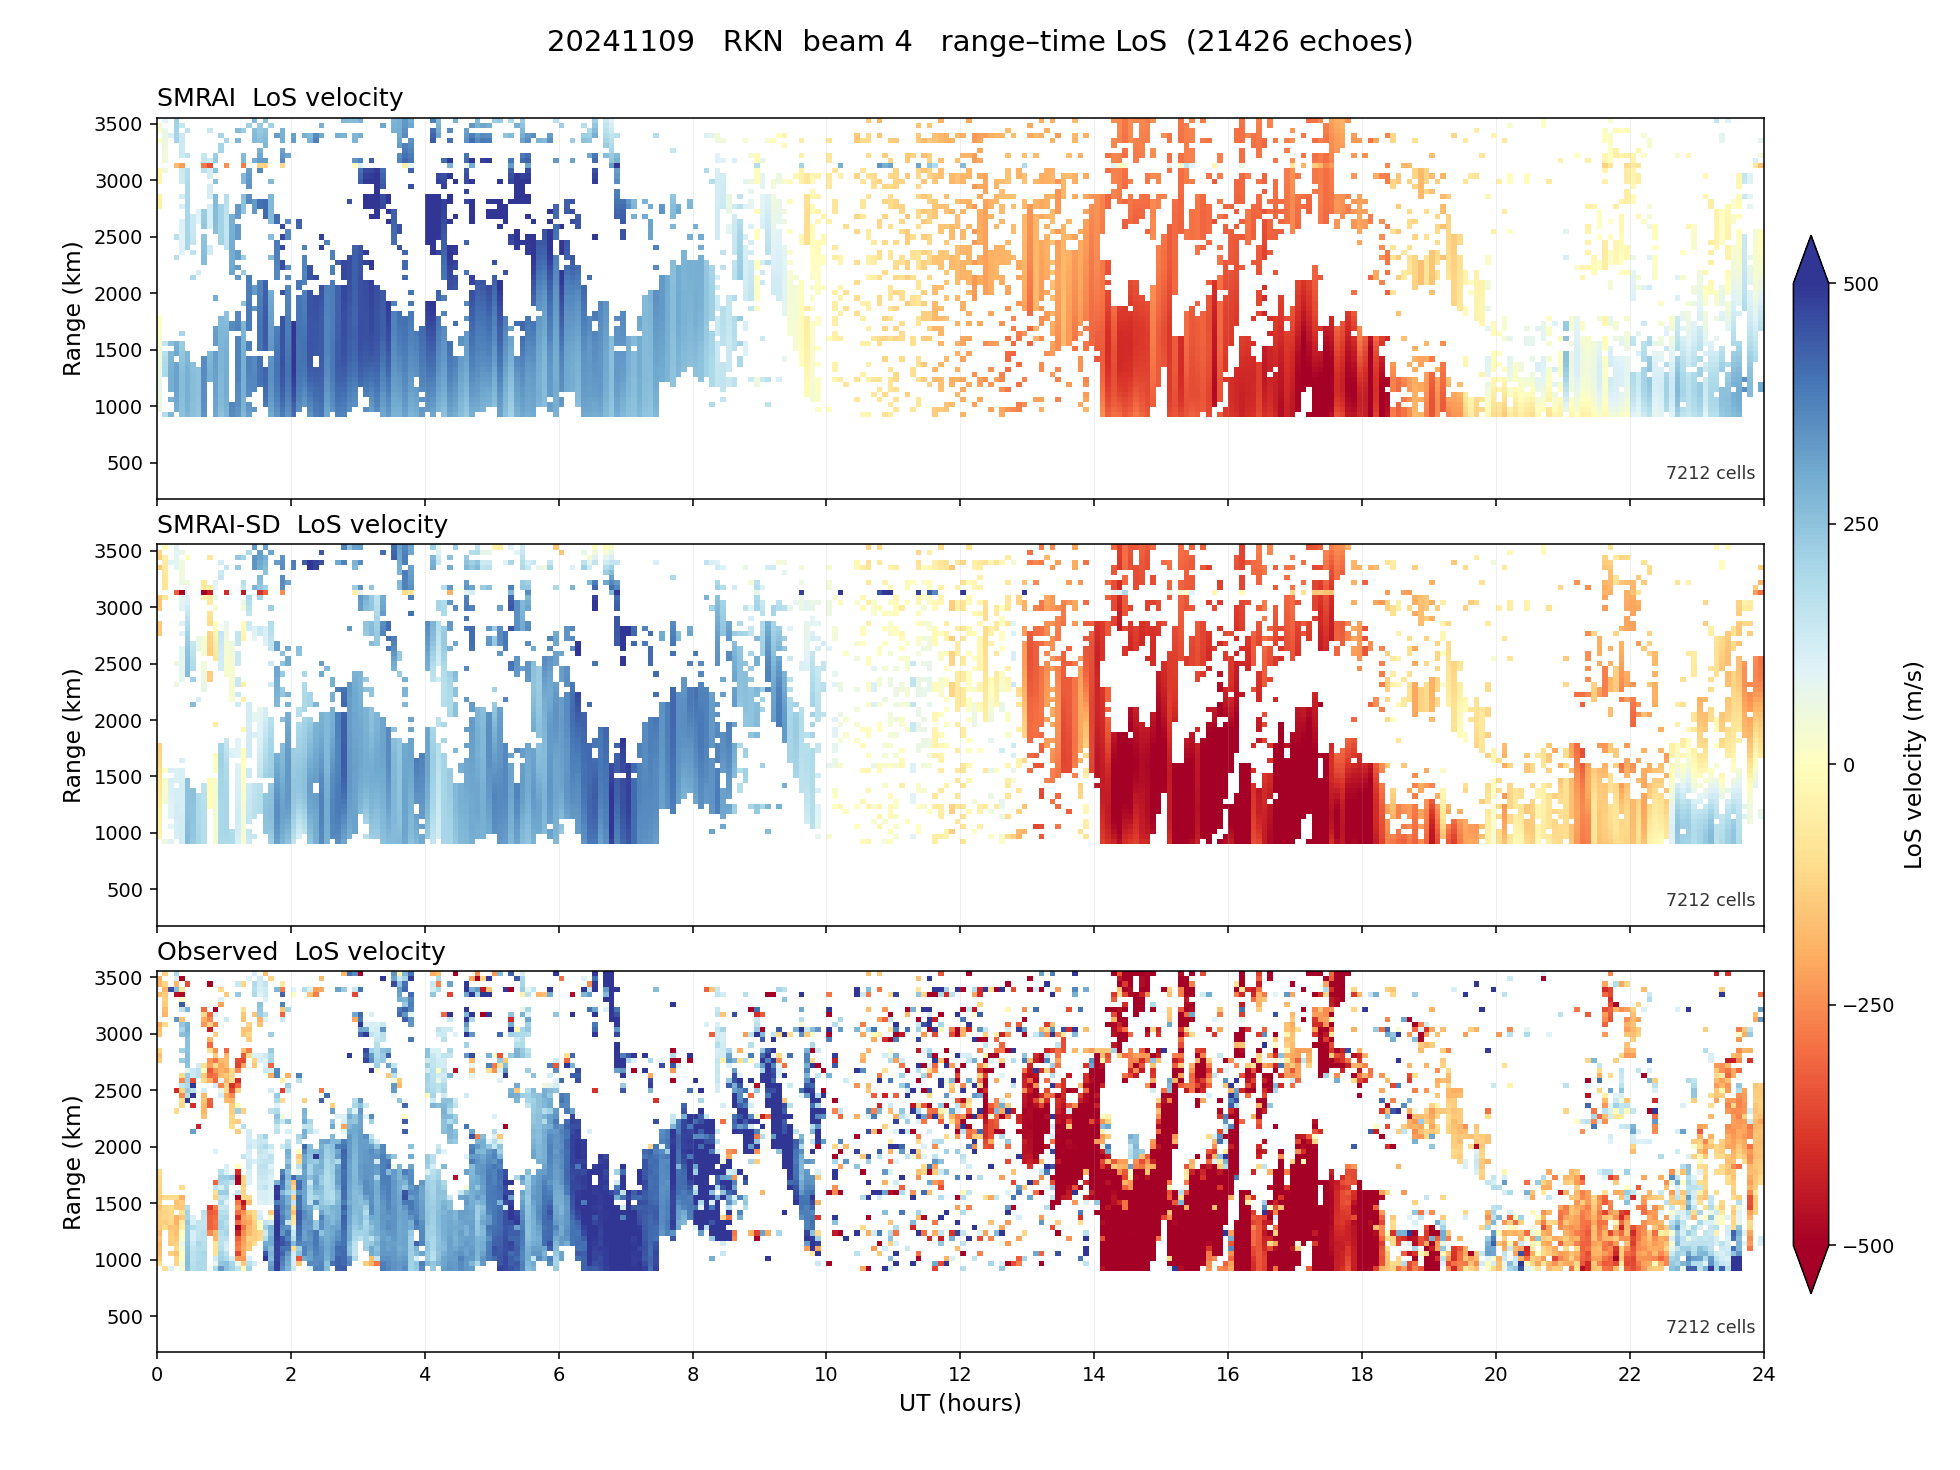 20241109   RKN  beam 4   range–time LoS  (21426 echoes)
SMRAI  LoS velocity
3500
3000
2500
2000
1500
1000
500
Range (km)
7212 cells
SMRAI-SD  LoS velocity
3500
3000
2500
2000
1500
1000
500
Range (km)
7212 cells
Observed  LoS velocity
3500
3000
2500
2000
1500
1000
500
Range (km)
7212 cells
0 2 4 6 8 10 12 14 16 18 20 22 24
UT (hours)
500
250
0
−250
−500
LoS velocity (m/s)